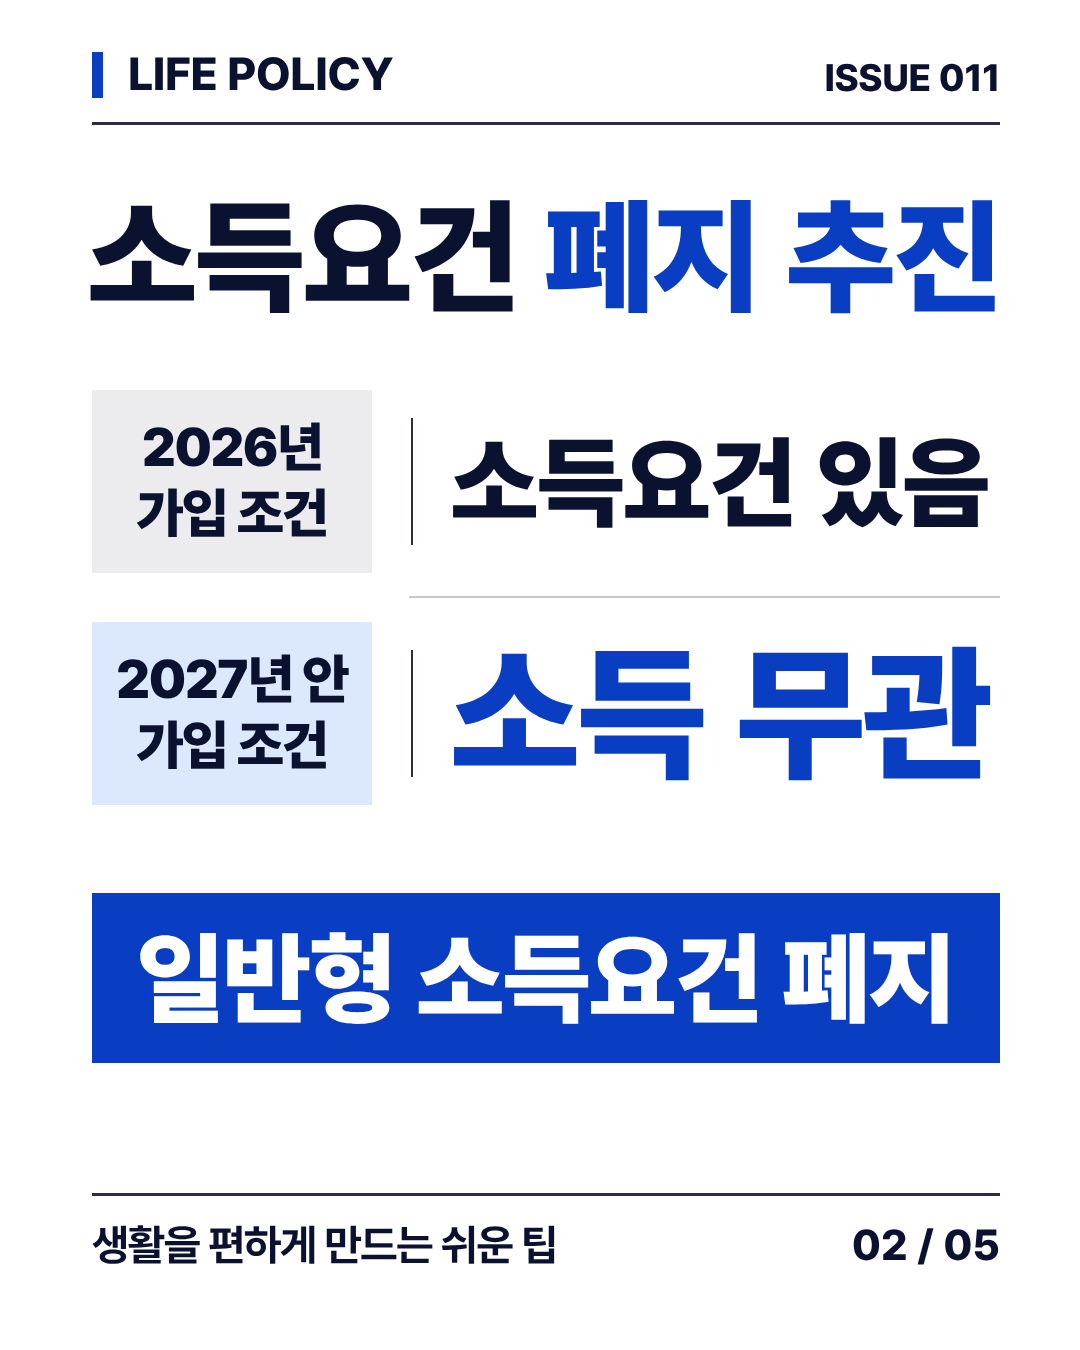 LIFE POLICY
ISSUE 011
소득요건 폐지 추진
2026년
가입 조건
소득요건 있음
2027년 안
가입 조건
소득 무관
일반형 소득요건 폐지
생활을 편하게 만드는 쉬운 팁
02 / 05